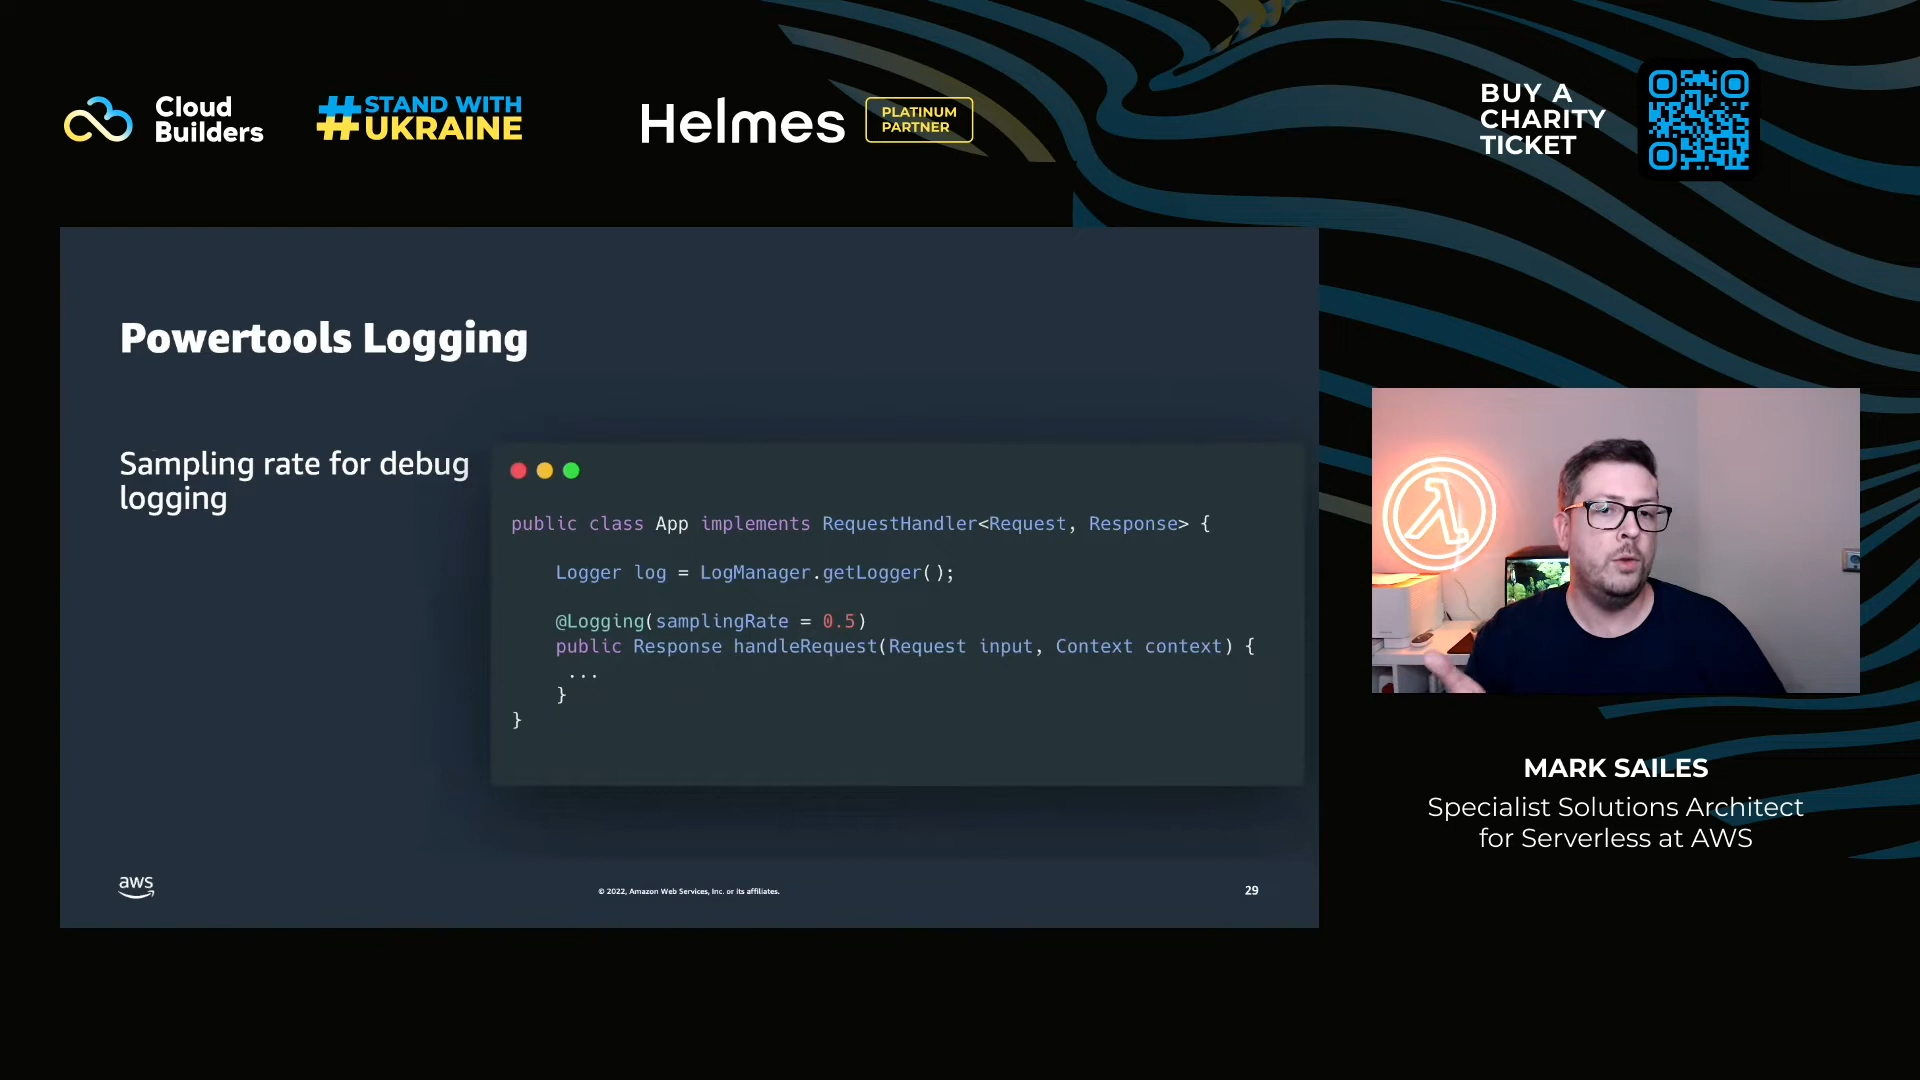 Cloud
Builders
#STAND WITH
UKRAINE
Helmes
PLATINUM
PARTNER
BUY A
CHARITY
TICKET
Powertools Logging
Sampling rate for debug
logging
public class App implements RequestHandler<Request, Response> {
Logger log = LogManager.getLogger();
@Logging(samplingRate = 0.5)
public Response handleRequest(Request input, Context context) {
...
}
}
aws
© 2022, Amazon Web Services, Inc. or its affiliates.
29
MARK SAILES
Specialist Solutions Architect
for Serverless at AWS